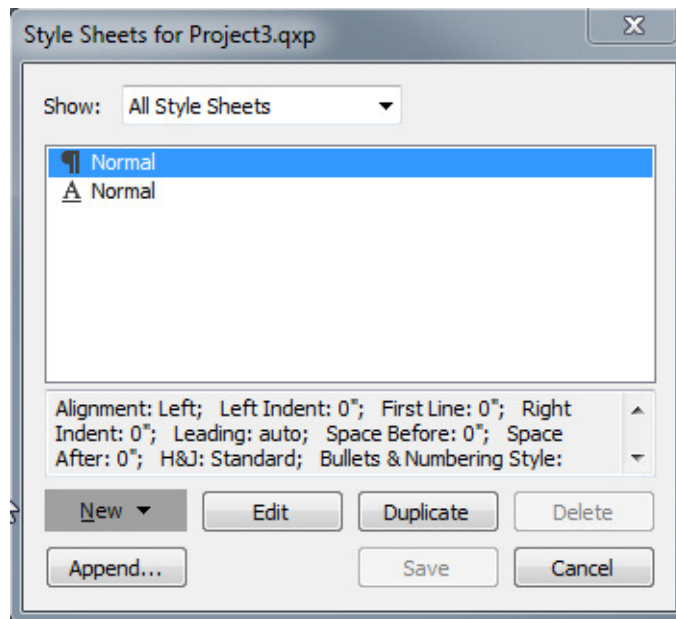 Style Sheets for Project3.qxp
Show: All Style Sheets
¶ Normal
A Normal
Alignment: Left; Left Indent: 0"; First Line: 0"; Right
Indent: 0"; Leading: auto; Space Before: 0"; Space
After: 0"; H&J: Standard; Bullets & Numbering Style:
New Edit Duplicate Delete
Append... Save Cancel